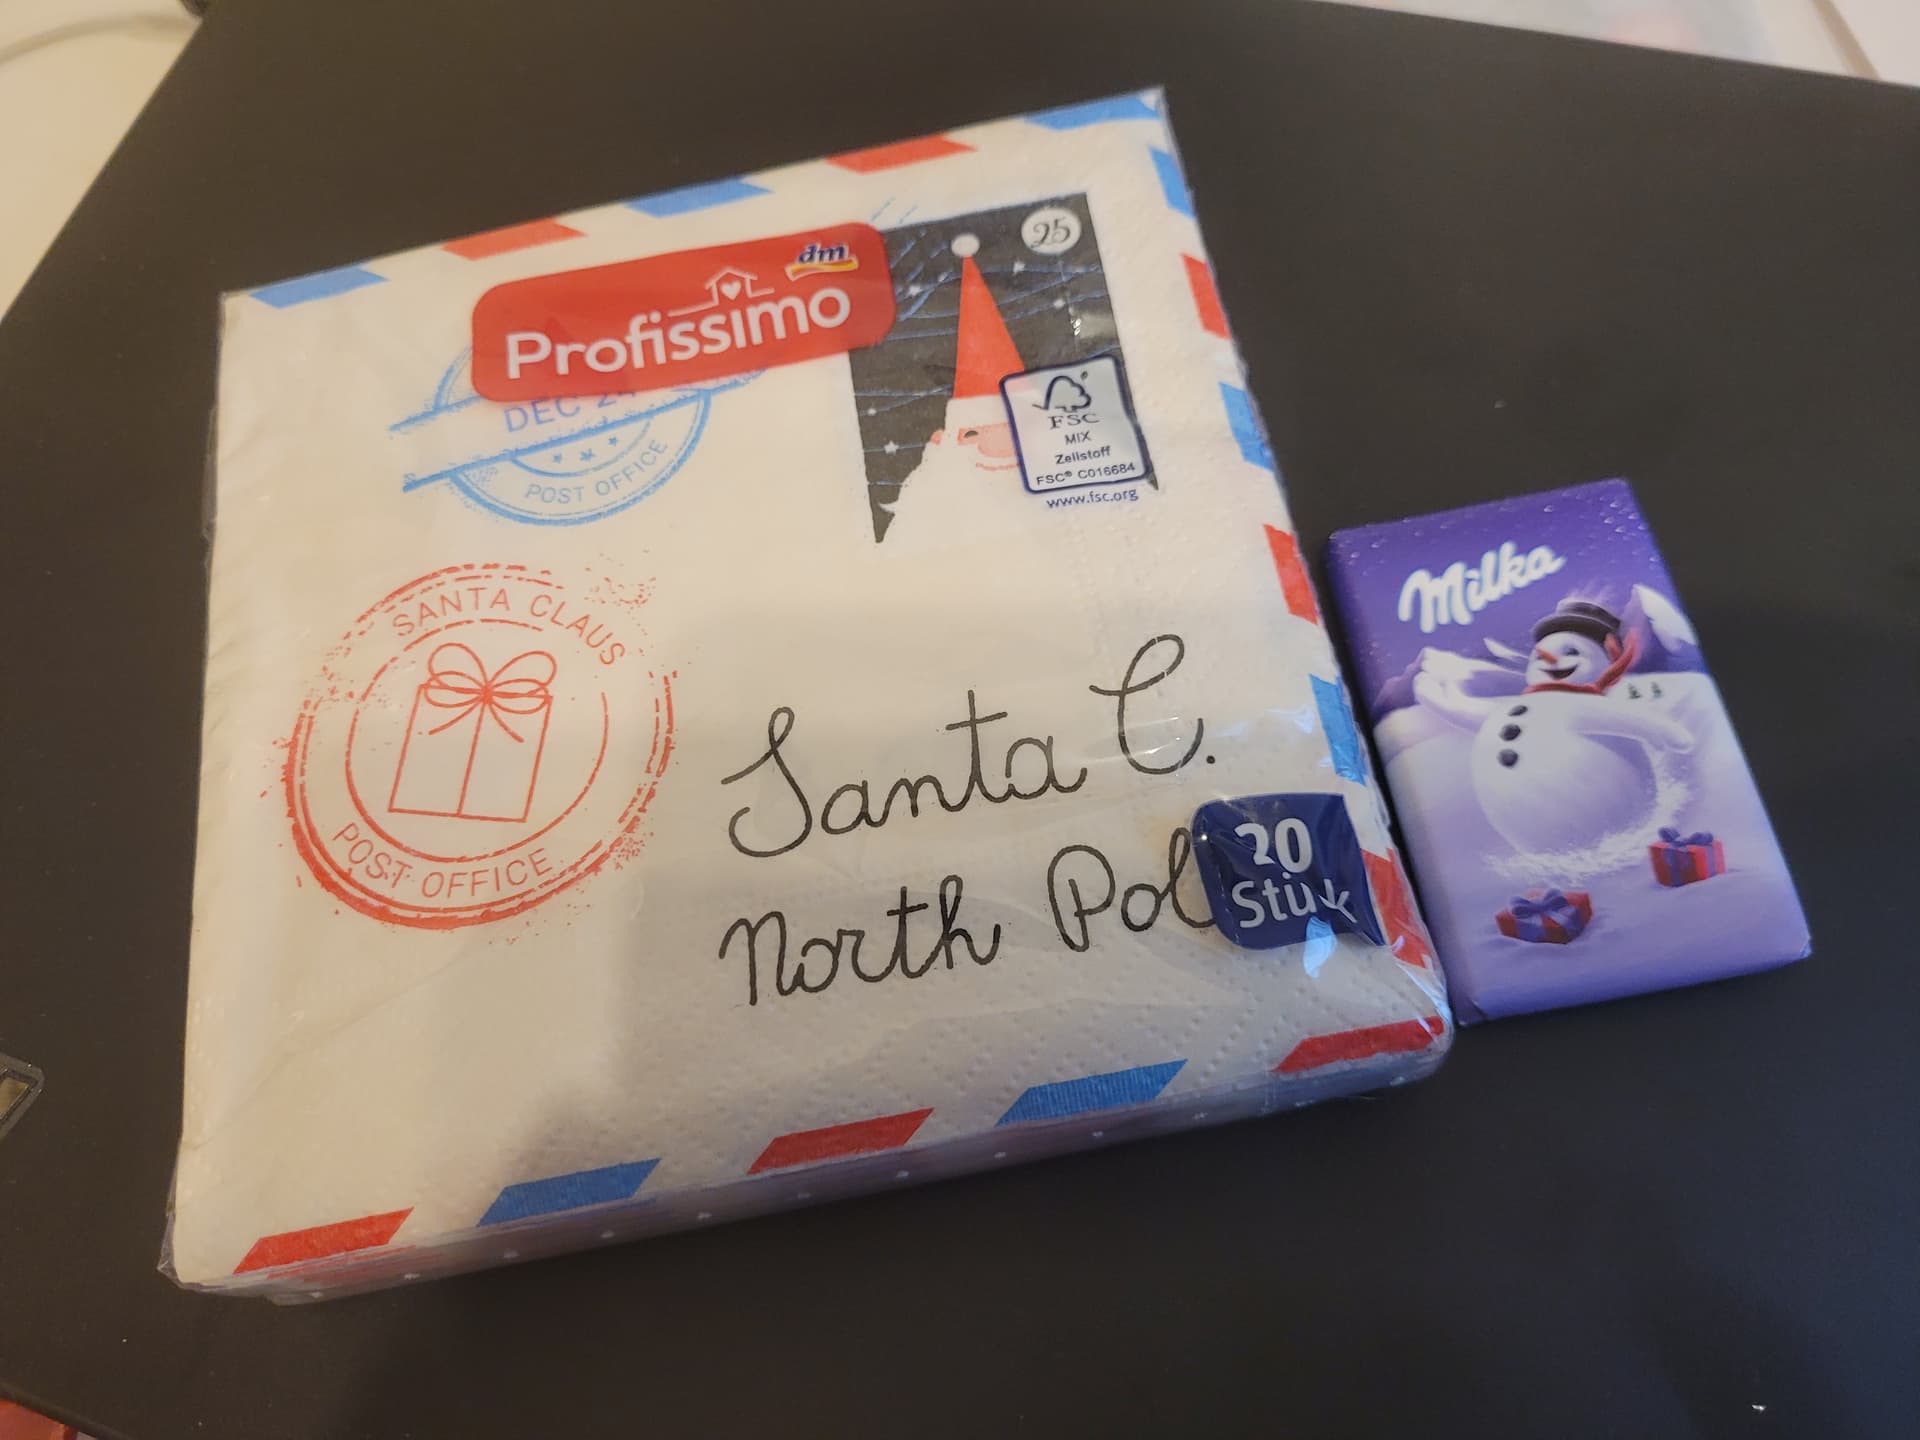 dm
Profissimo
25
DEC 24
POST OFFICE
FSC
MIX
Zellstoff
FSC® C016684
www.fsc.org
SANTA CLAUS
POST OFFICE
Santa C.
North Pol
20
Stück
Milka